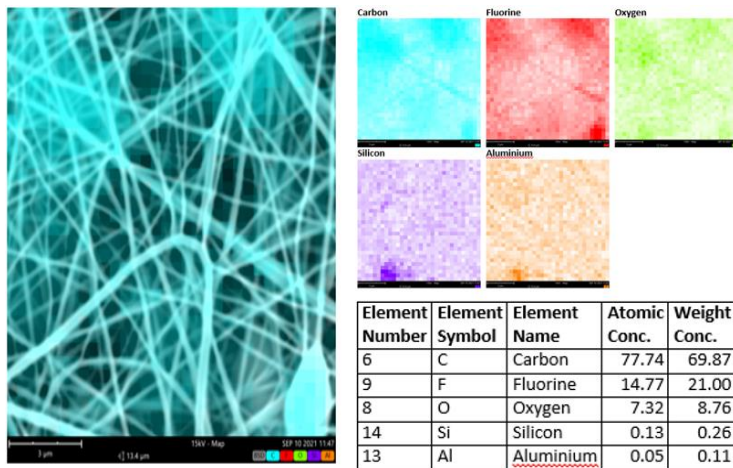 Carbon
Fluorine
Oxygen
Silicon
Aluminium
Element Number Element Symbol Element Name Atomic Conc. Weight Conc.
6 C Carbon 77.74 69.87
9 F Fluorine 14.77 21.00
8 O Oxygen 7.32 8.76
14 Si Silicon 0.13 0.26
13 Al Aluminium 0.05 0.11
3 µm 13.4 µm 15kV - Map SEP 10 2021 11:47
C F O Si Al